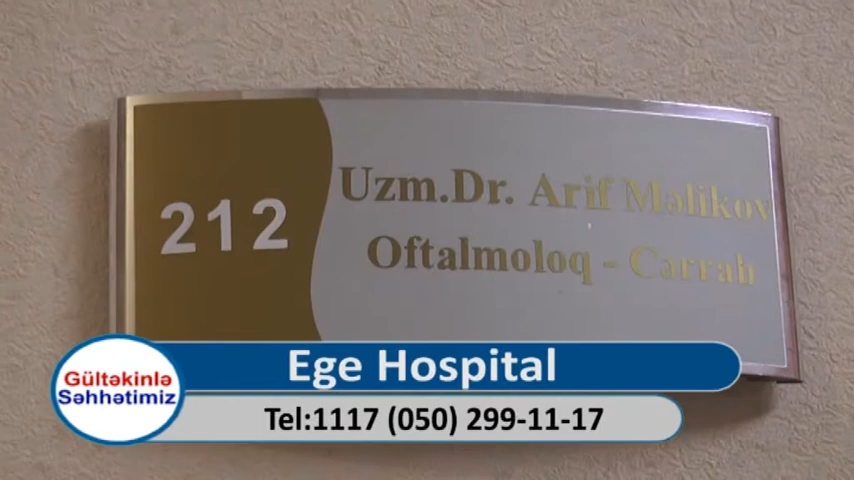 212
Uzm.Dr. Arif Məlikov
Oftalmoloq - Cərrah
Gültəkinlə
Səhhətimiz
Ege Hospital
Tel:1117 (050) 299-11-17